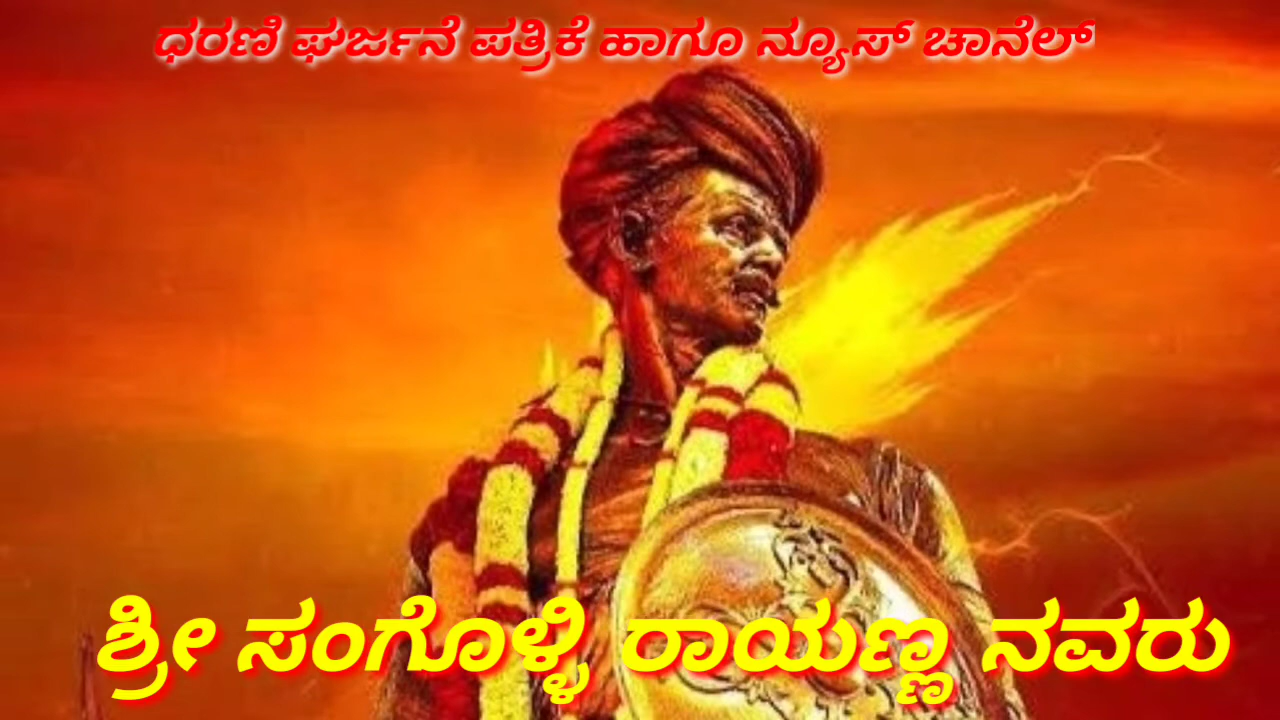 ಧರಣಿ ಘರ್ಜನೆ ಪತ್ರಿಕೆ ಹಾಗೂ ನ್ಯೂಸ್ ಚಾನೆಲ್
ಶ್ರೀ ಸಂಗೊಳ್ಳಿ ರಾಯಣ್ಣ ನವರು